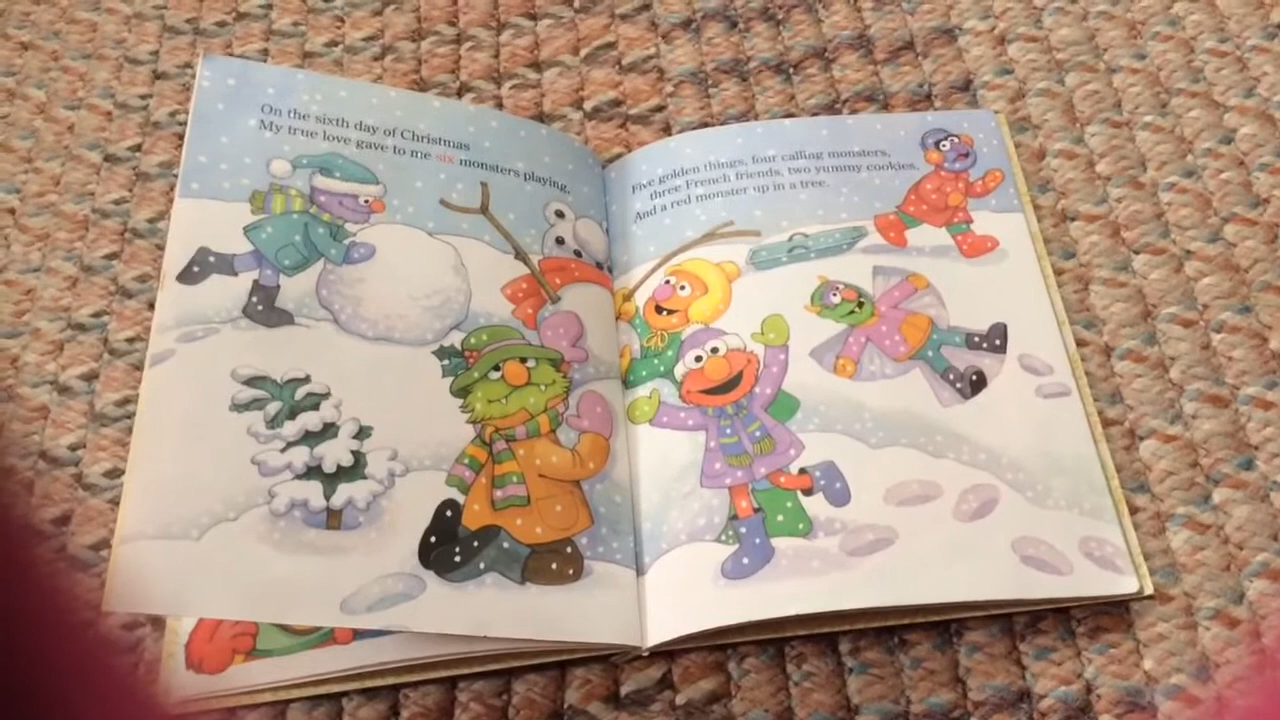 On the sixth day of Christmas
My true love gave to me six monsters playing,
Five golden things, four calling monsters,
three French friends, two yummy cookies,
And a red monster up in a tree.